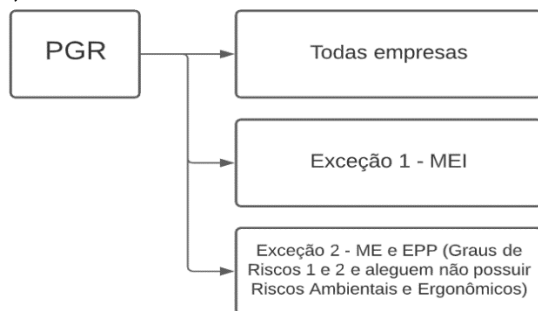 PGR
Todas empresas
Exceção 1 - MEI
Exceção 2 - ME e EPP (Graus de
Riscos 1 e 2 e aleguem não possuir
Riscos Ambientais e Ergonômicos)